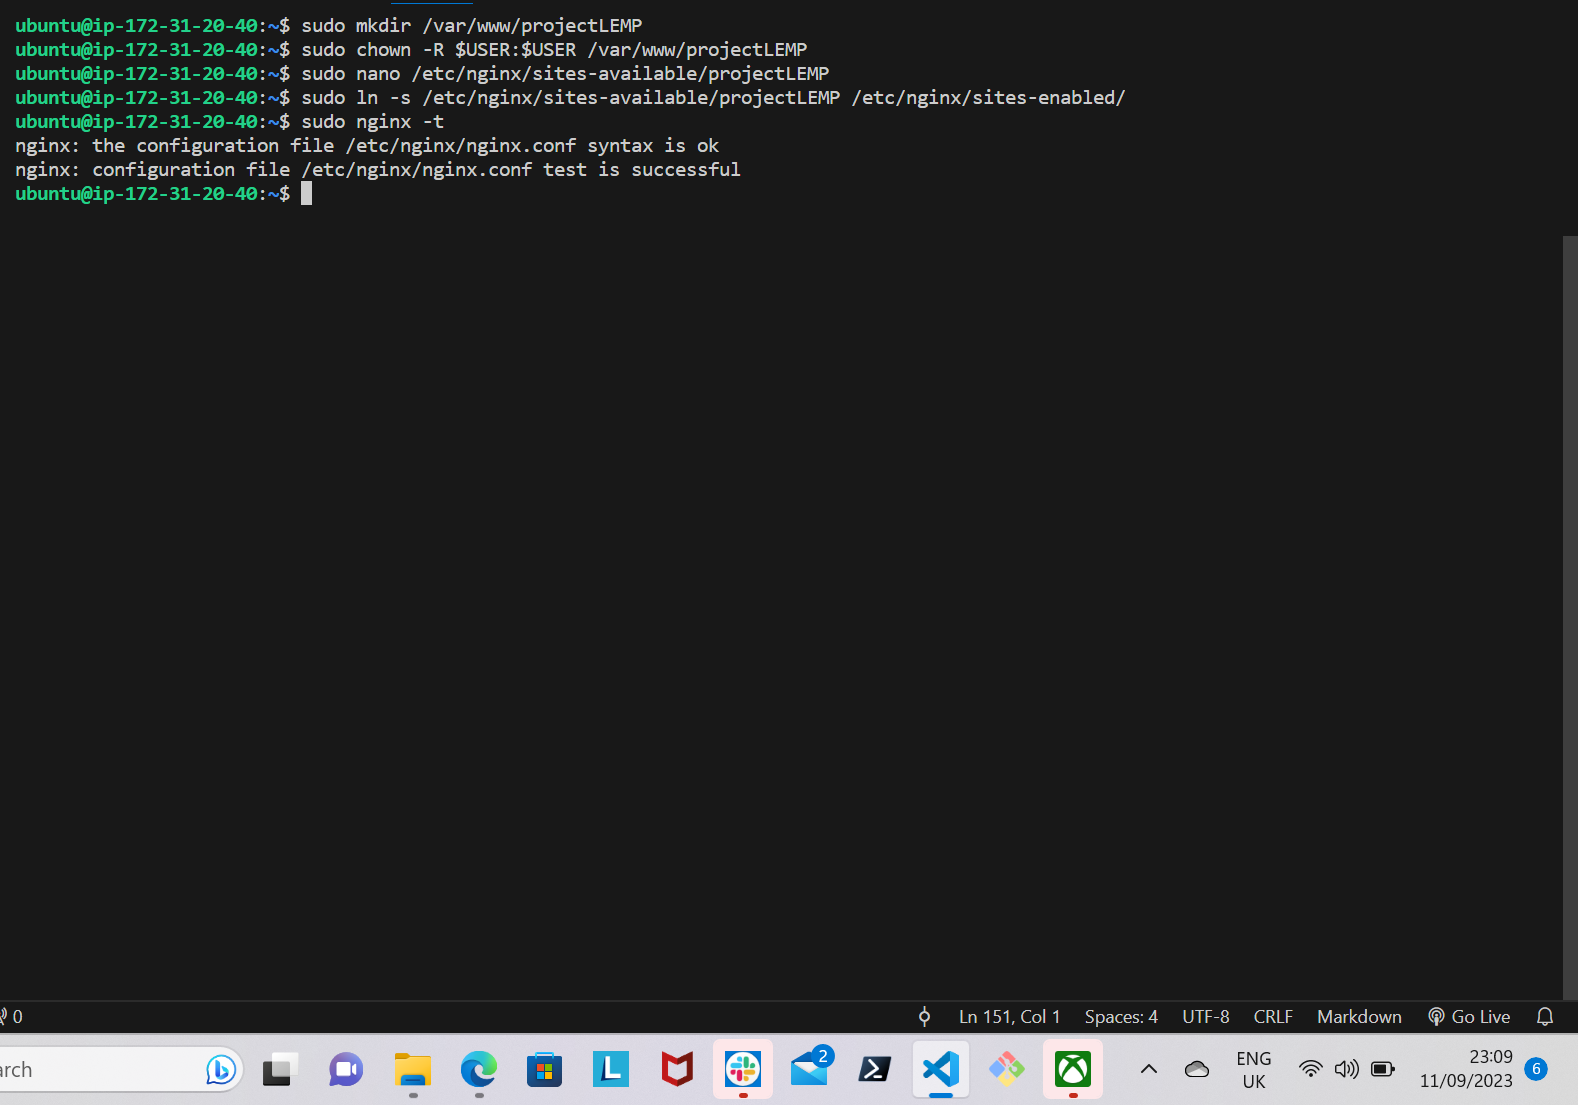 ubuntu@ip-172-31-20-40:~$ sudo mkdir /var/www/projectLEMP
ubuntu@ip-172-31-20-40:~$ sudo chown -R $USER:$USER /var/www/projectLEMP
ubuntu@ip-172-31-20-40:~$ sudo nano /etc/nginx/sites-available/projectLEMP
ubuntu@ip-172-31-20-40:~$ sudo ln -s /etc/nginx/sites-available/projectLEMP /etc/nginx/sites-enabled/
ubuntu@ip-172-31-20-40:~$ sudo nginx -t
nginx: the configuration file /etc/nginx/nginx.conf syntax is ok
nginx: configuration file /etc/nginx/nginx.conf test is successful
ubuntu@ip-172-31-20-40:~$
0 Ln 151, Col 1 Spaces: 4 UTF-8 CRLF Markdown Go Live
arch L 2 ENG 23:09 6
UK 11/09/2023